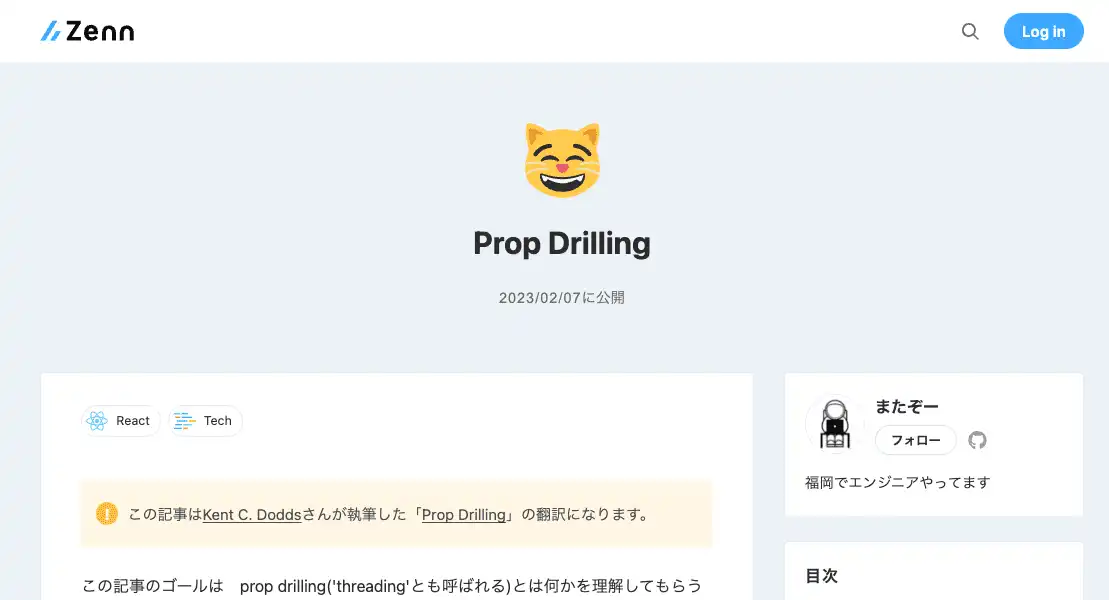 Zenn
Log in
Prop Drilling
2023/02/07に公開
React
Tech
この記事はKent C. Doddsさんが執筆した「Prop Drilling」の翻訳になります。
この記事のゴールは　prop drilling('threading'とも呼ばれる)とは何かを理解してもらう
またぞー
フォロー
福岡でエンジニアやってます
目次